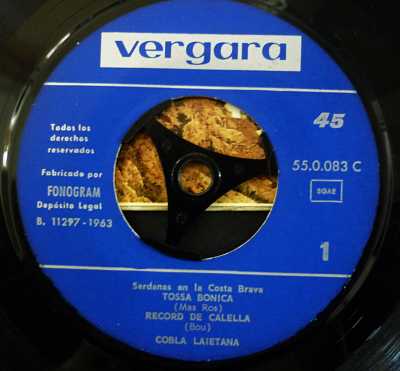 vergara
45
Todos los
derechos
reservados
55.0.083 C
SGAE
Fabricado por
FONOGRAM
Depósito Legal
B. 11297 - 1963
1
Serdanas en la Costa Brava
TOSSA BONICA
(Mas Ros)
RECORD DE CALELLA
(Bou)
COBLA LAIETANA